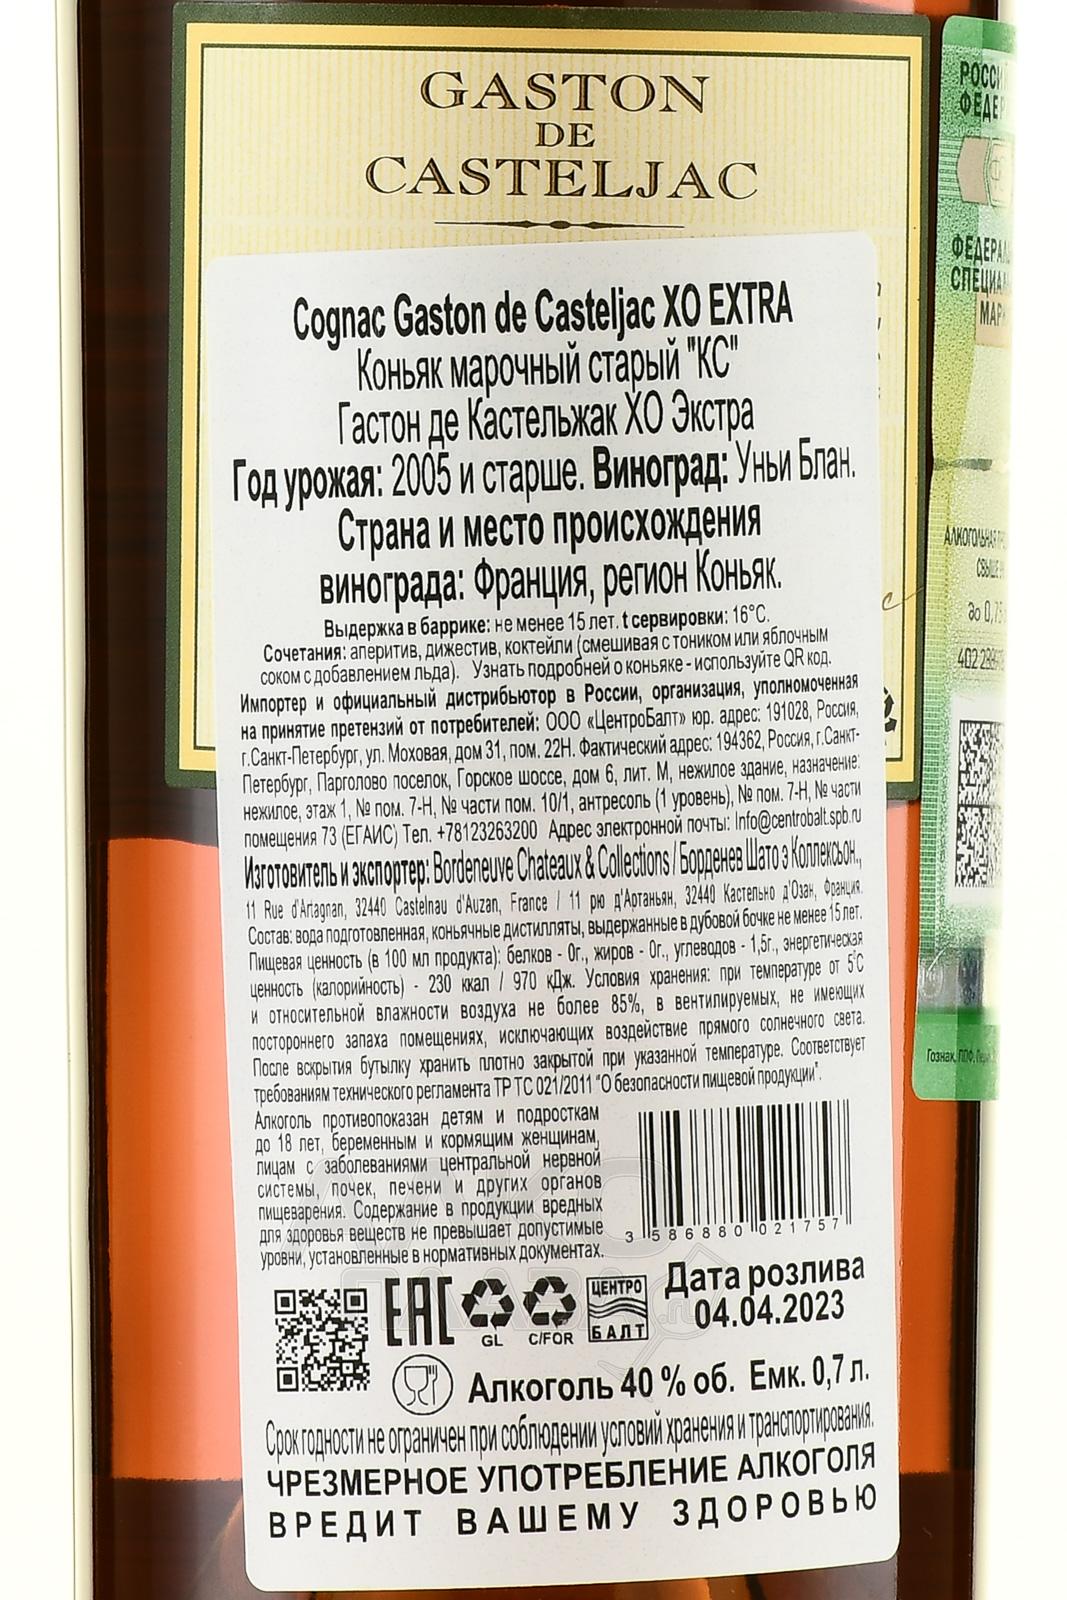 GASTON
DE
CASTELJAC
Cognac Gaston de Casteljac XO EXTRA
Коньяк марочный старый "КС"
Гастон де Кастельжак ХО Экстра
Год урожая: 2005 и старше. Виноград: Уньи Блан.
Страна и место происхождения
винограда: Франция, регион Коньяк.
Выдержка в баррике: не менее 15 лет. t сервировки: 16°C.
Сочетания: аперитив, дижестив, коктейли (смешивая с тоником или яблочным
соком с добавлением льда). Узнать подробней о коньяке - используйте QR код.
Импортер и официальный дистрибьютор в России, организация, уполномоченная
на принятие претензий от потребителей: ООО «ЦентроБалт» юр. адрес: 191028, Россия,
г.Санкт-Петербург, ул. Моховая, дом 31, пом. 22Н. Фактический адрес: 194362, Россия, г.Санкт-
Петербург, Парголово поселок, Горское шоссе, дом 6, лит. М, нежилое здание, назначение:
нежилое, этаж 1, № пом. 7-Н, № части пом. 10/1, антресоль (1 уровень), № пом. 7-Н, № части
помещения 73 (ЕГАИС) Тел. +78123263200 Адрес электронной почты: Info@centrobalt.spb.ru
Изготовитель и экспортер: Bordeneuve Chateaux & Collections / Борденев Шато э Коллексьон.,
11 Rue d'Artagnan, 32440 Castelnau d'Auzan, France / 11 рю д'Артаньян, 32440 Кастельно д'Озан, Франция.
Состав: вода подготовленная, коньячные дистилляты, выдержанные в дубовой бочке не менее 15 лет.
Пищевая ценность (в 100 мл продукта): белков - 0г., жиров - 0г., углеводов - 1,5г., энергетическая
ценность (калорийность) - 230 ккал / 970 кДж. Условия хранения: при температуре от 5°C
и относительной влажности воздуха не более 85%, в вентилируемых, не имеющих
постороннего запаха помещениях, исключающих воздействие прямого солнечного света.
После вскрытия бутылку хранить плотно закрытой при указанной температуре. Соответствует
требованиям технического регламента ТР ТС 021/2011 "О безопасности пищевой продукции".
Алкоголь противопоказан детям и подросткам
до 18 лет, беременным и кормящим женщинам,
лицам с заболеваниями центральной нервной
системы, почек, печени и других органов
пищеварения. Содержание в продукции вредных
для здоровья веществ не превышает допустимые
уровни, установленные в нормативных документах.
3 586880 021757
Дата розлива
04.04.2023
EAC
GL
C/FOR
ЦЕНТРО
БАЛТ
Алкоголь 40 % об. Емк. 0,7 л.
Срок годности не ограничен при соблюдении условий хранения и транспортирования.
ЧРЕЗМЕРНОЕ УПОТРЕБЛЕНИЕ АЛКОГОЛЯ
ВРЕДИТ ВАШЕМУ ЗДОРОВЬЮ
РОССИ
ФЕДЕР
ФЕДЕРАЛ
СПЕЦИАЛ
МАР
АЛКОГОЛЬНАЯ
СВЫШЕ
до 0,75
Гознак, ППФ,